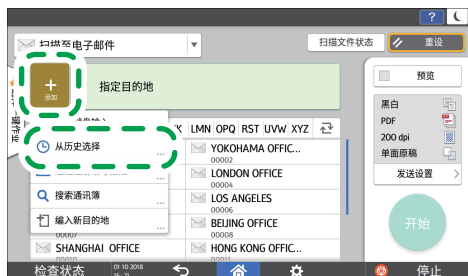 ?
扫描至电子邮件
扫描文件状态
重设
添加
指定目的地
预览
LMN OPQ RST UVW XYZ
黑白
PDF
200 dpi
单面原稿
发送设置
从历史选择
...
搜索通讯簿
...
编入新目的地
...
YOKOHAMA OFFIC...
00002
LONDON OFFICE
00004
LOS ANGELES
00006
BEIJING OFFICE
00008
00007
SHANGHAI OFFICE
HONG KONG OFFIC...
开始
检查状态
01 10 2018
停止